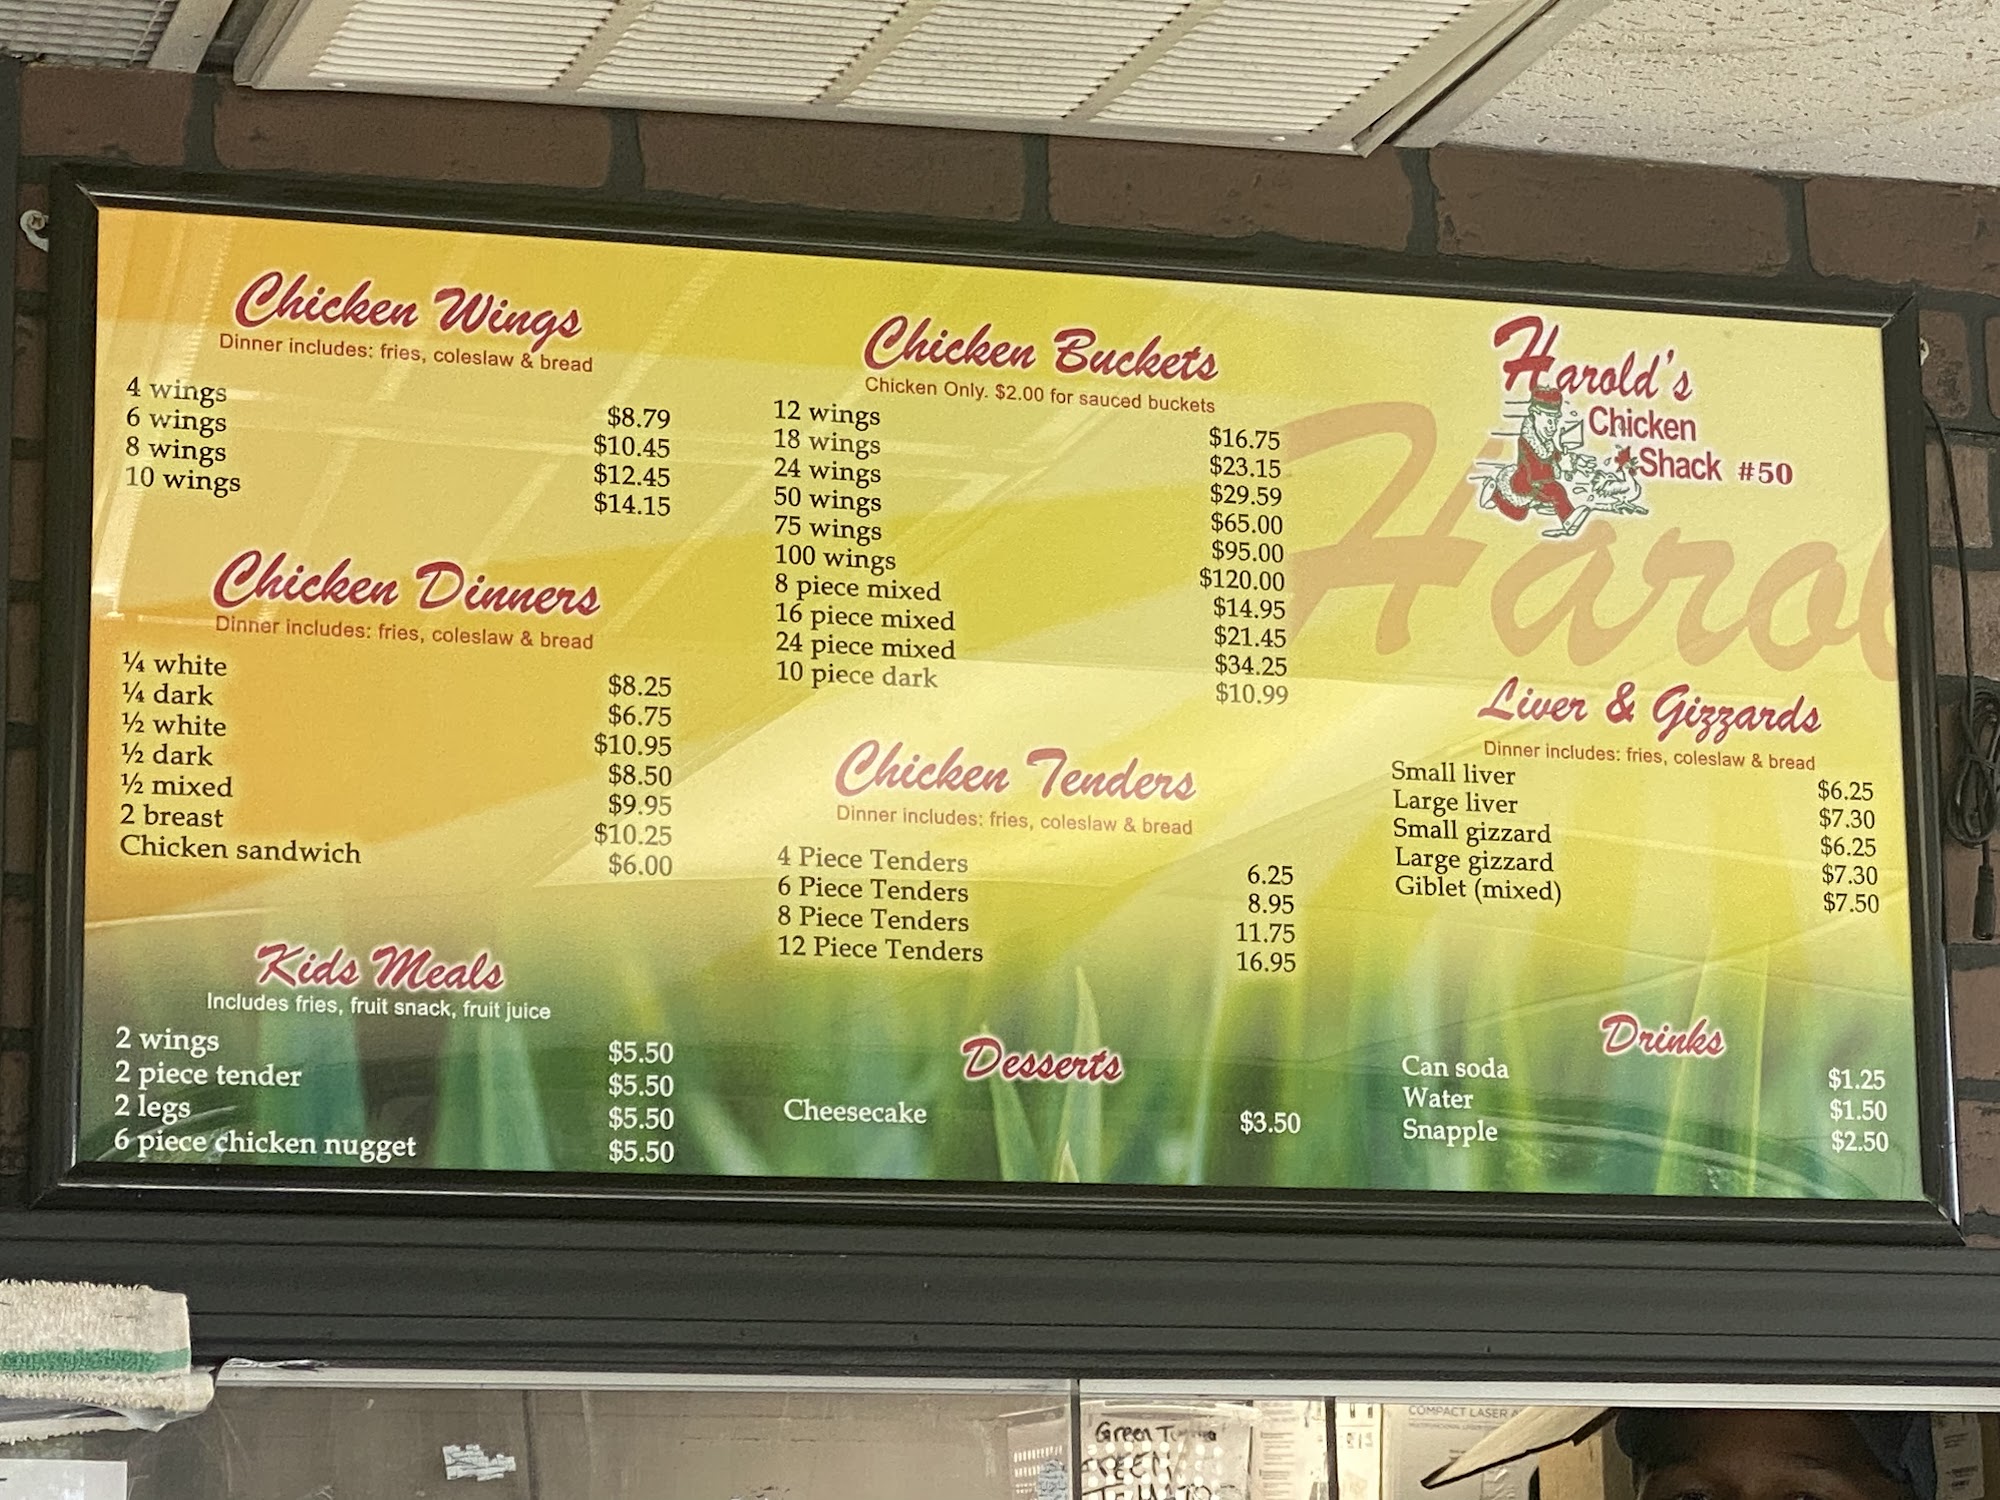 Chicken Wings
Dinner includes: fries, coleslaw & bread
4 wings $8.79
6 wings $10.45
8 wings $12.45
10 wings $14.15
Chicken Dinners
Dinner includes: fries, coleslaw & bread
¼ white $8.25
¼ dark $6.75
½ white $10.95
½ dark $8.50
½ mixed $9.95
2 breast $10.25
Chicken sandwich $6.00
Kids Meals
Includes fries, fruit snack, fruit juice
2 wings $5.50
2 piece tender $5.50
2 legs $5.50
6 piece chicken nugget $5.50
Chicken Buckets
Chicken Only. $2.00 for sauced buckets
12 wings $16.75
18 wings $23.15
24 wings $29.59
50 wings $65.00
75 wings $95.00
100 wings $120.00
8 piece mixed $14.95
16 piece mixed $21.45
24 piece mixed $34.25
10 piece dark $10.99
Chicken Tenders
Dinner includes: fries, coleslaw & bread
4 Piece Tenders 6.25
6 Piece Tenders 8.95
8 Piece Tenders 11.75
12 Piece Tenders 16.95
Desserts
Cheesecake $3.50
Harold's
Chicken
Shack #50
Harol
Liver & Gizzards
Dinner includes: fries, coleslaw & bread
Small liver $6.25
Large liver $7.30
Small gizzard $6.25
Large gizzard $7.30
Giblet (mixed) $7.50
Drinks
Can soda $1.25
Water $1.50
Snapple $2.50
COMPACT LASER
Green